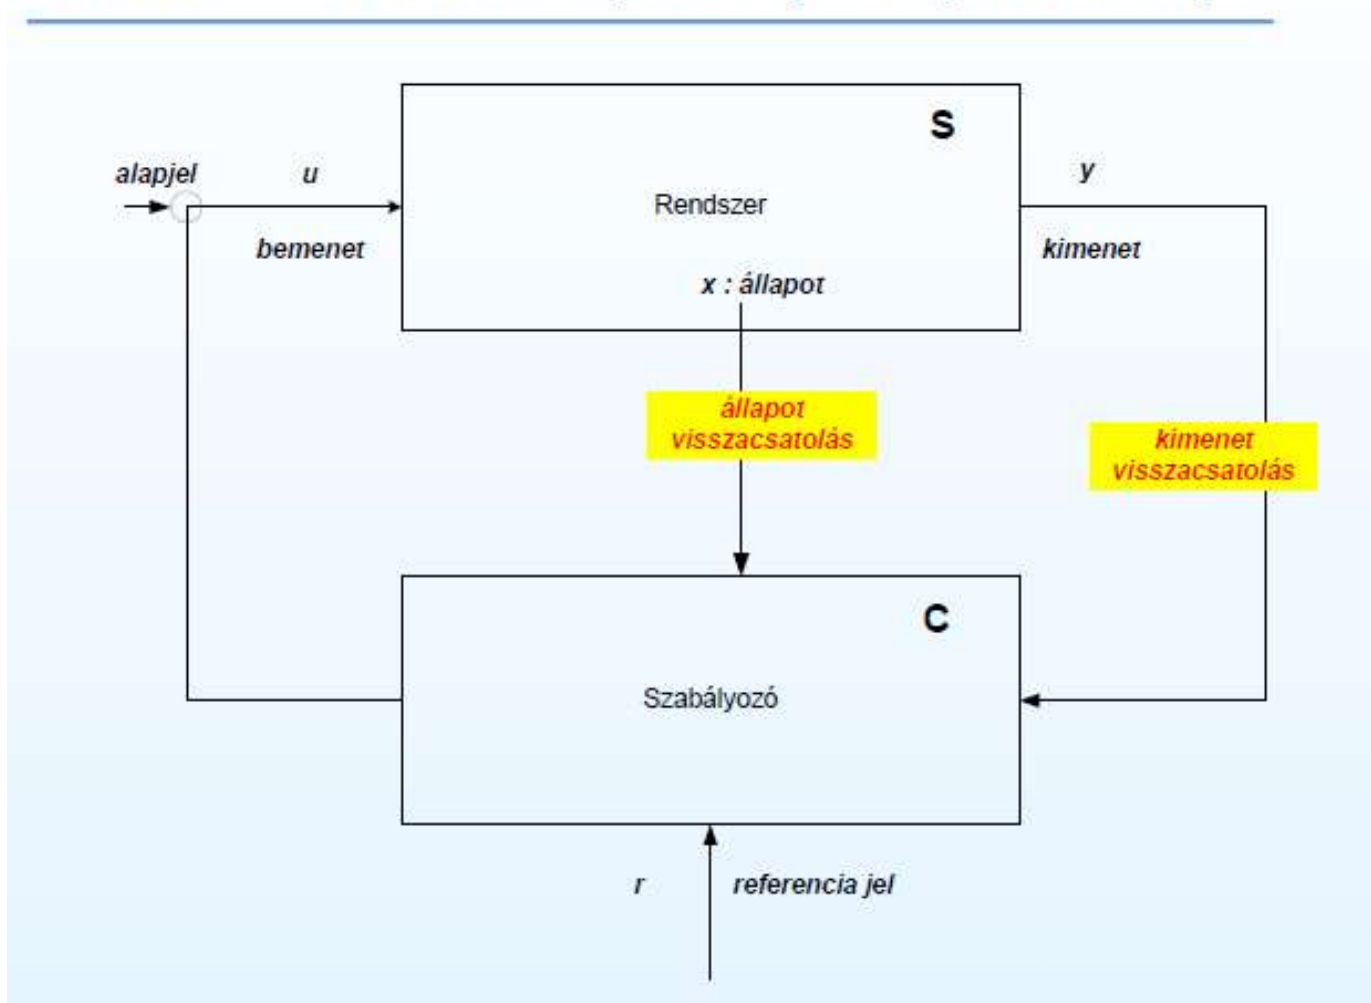 S
alapjel
u
y
Rendszer
bemenet
kimenet
x : állapot
állapot
visszacsatolás
kimenet
visszacsatolás
C
Szabályozó
r
referencia jel